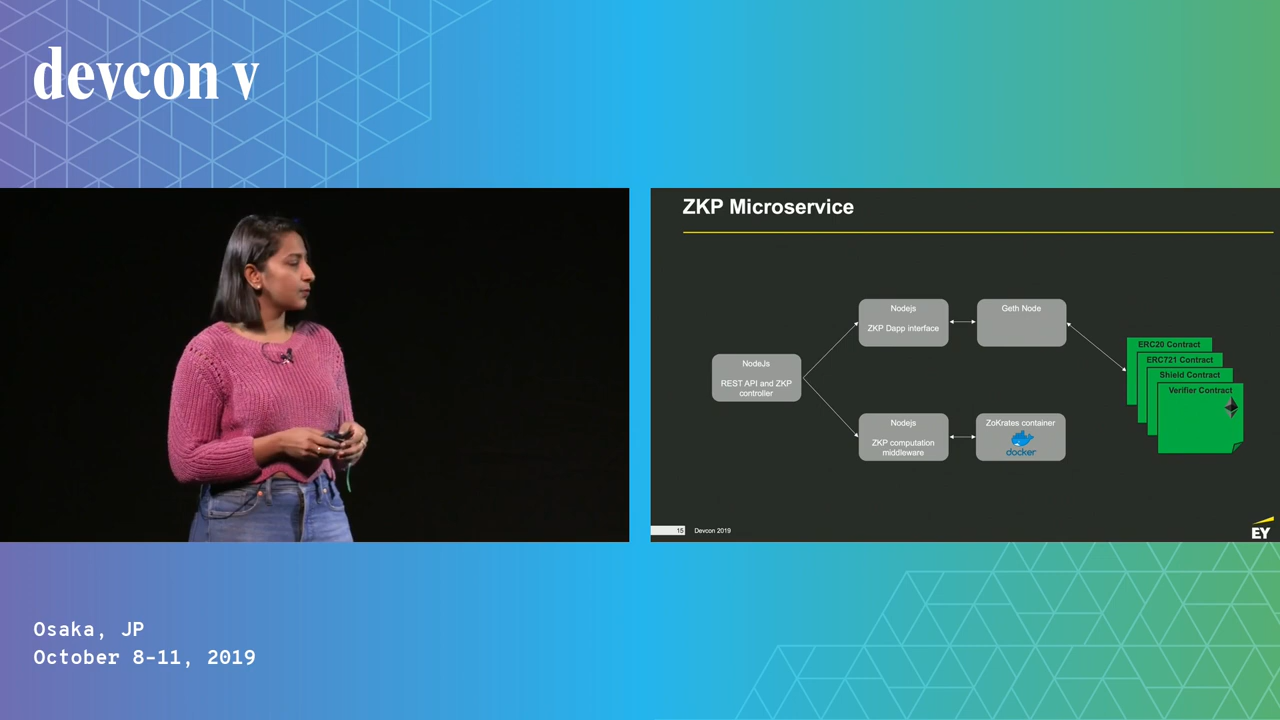 devcon v
ZKP Microservice
Nodejs
ZKP Dapp interface
Geth Node
NodeJs
REST API and ZKP
controller
Nodejs
ZKP computation
middleware
ZoKrates container
docker
ERC20 Contract
ERC721 Contract
Shield Contract
Verifier Contract
15
Devcon 2019
EY
Osaka, JP
October 8-11, 2019